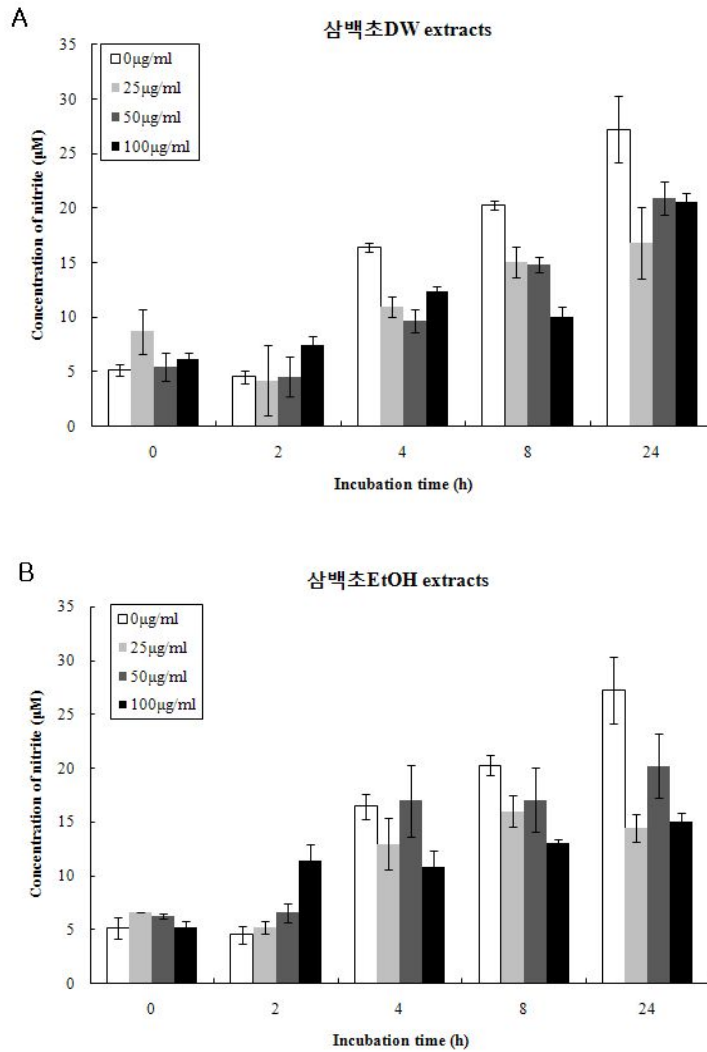 A
삼백초DW extracts
0µg/ml
25µg/ml
50µg/ml
100µg/ml
Concentration of nitrite (µM)
35
30
25
20
15
10
5
0
0 2 4 8 24
Incubation time (h)
B
삼백초EtOH extracts
0µg/ml
25µg/ml
50µg/ml
100µg/ml
Concentration of nitrite (µM)
35
30
25
20
15
10
5
0
0 2 4 8 24
Incubation time (h)